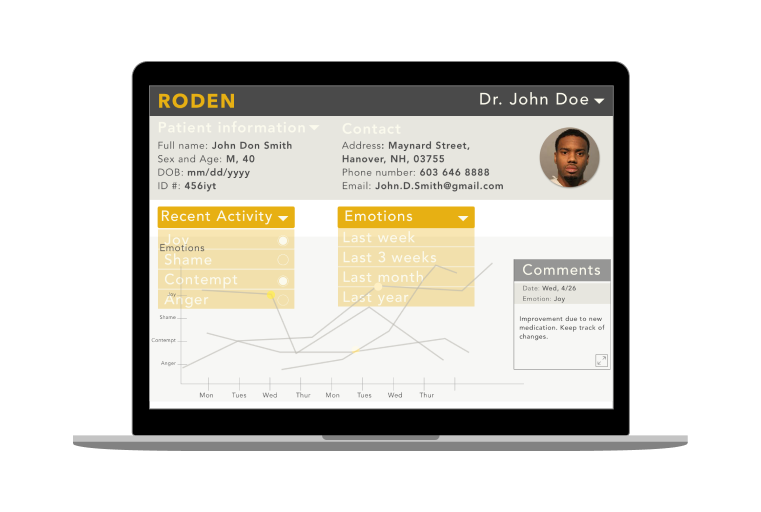 RODEN
Dr. John Doe
Patient information
Full name: John Don Smith
Sex and Age: M, 40
DOB: mm/dd/yyyy
ID #: 456iyt
Contact
Address: Maynard Street,
Hanover, NH, 03755
Phone number: 603 646 8888
Email: John.D.Smith@gmail.com
Recent Activity
Joy
Shame
Contempt
Anger
Emotions
Last week
Last 3 weeks
Last month
Last year
Emotions
Joy
Shame
Contempt
Anger
Mon Tues Wed Thur Mon Tues Wed Thur
Comments
Date: Wed, 4/26
Emotion: Joy
Improvement due to new
medication. Keep track of
changes.